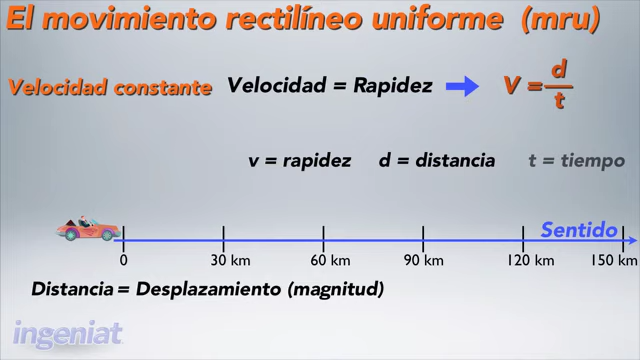 El movimiento rectilíneo uniforme (mru)
Velocidad constante Velocidad = Rapidez V = d/t
v = rapidez d = distancia t = tiempo
Sentido
0 30 km 60 km 90 km 120 km 150 km
Distancia = Desplazamiento (magnitud)
ingeniat